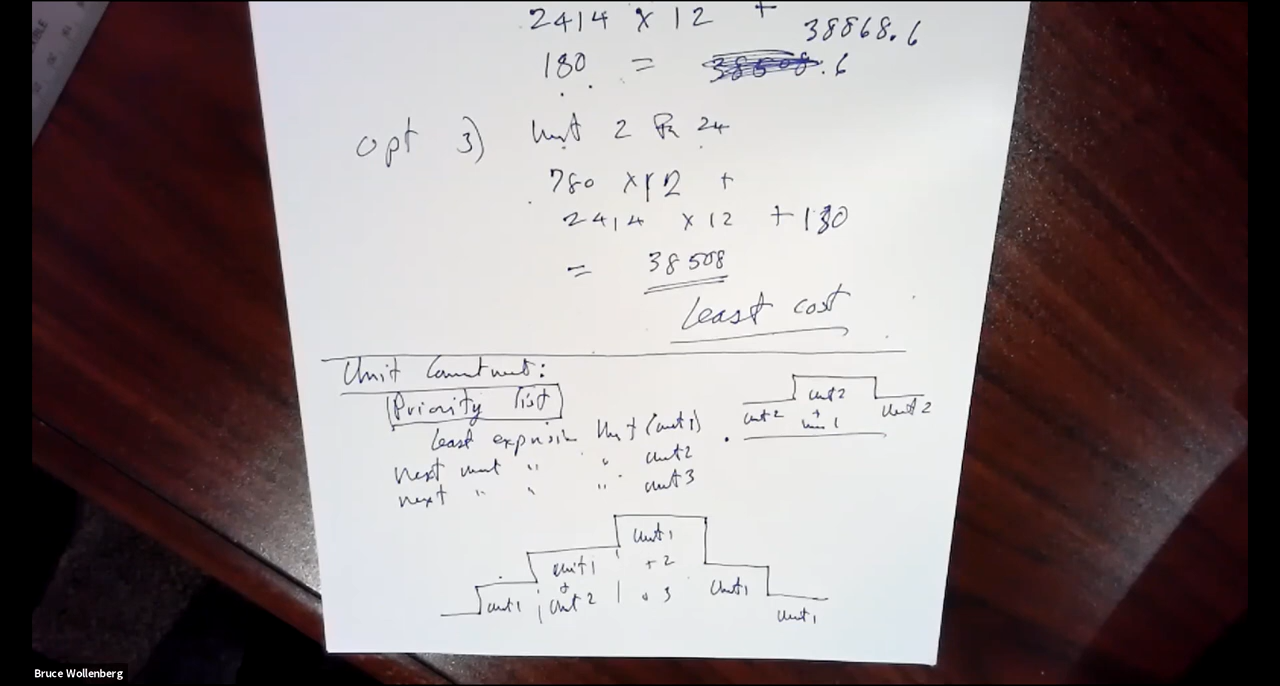 2414 x 12 +
38868.6
180 = .6
opt 3) Unit 2 for 24
780 x 12 +
2414 x 12 + 180
= 38508
Least cost
Unit Commitment:
Priority list
Least expensive Unit (unit 1)
next unit " " unit 2
next " " " unit 3
unit 2
unit 2 + unit 1
unit 2
unit 1
unit 1 + 2
+ unit 2 + 3
unit 1
unit 1
unit 1
Bruce Wollenberg